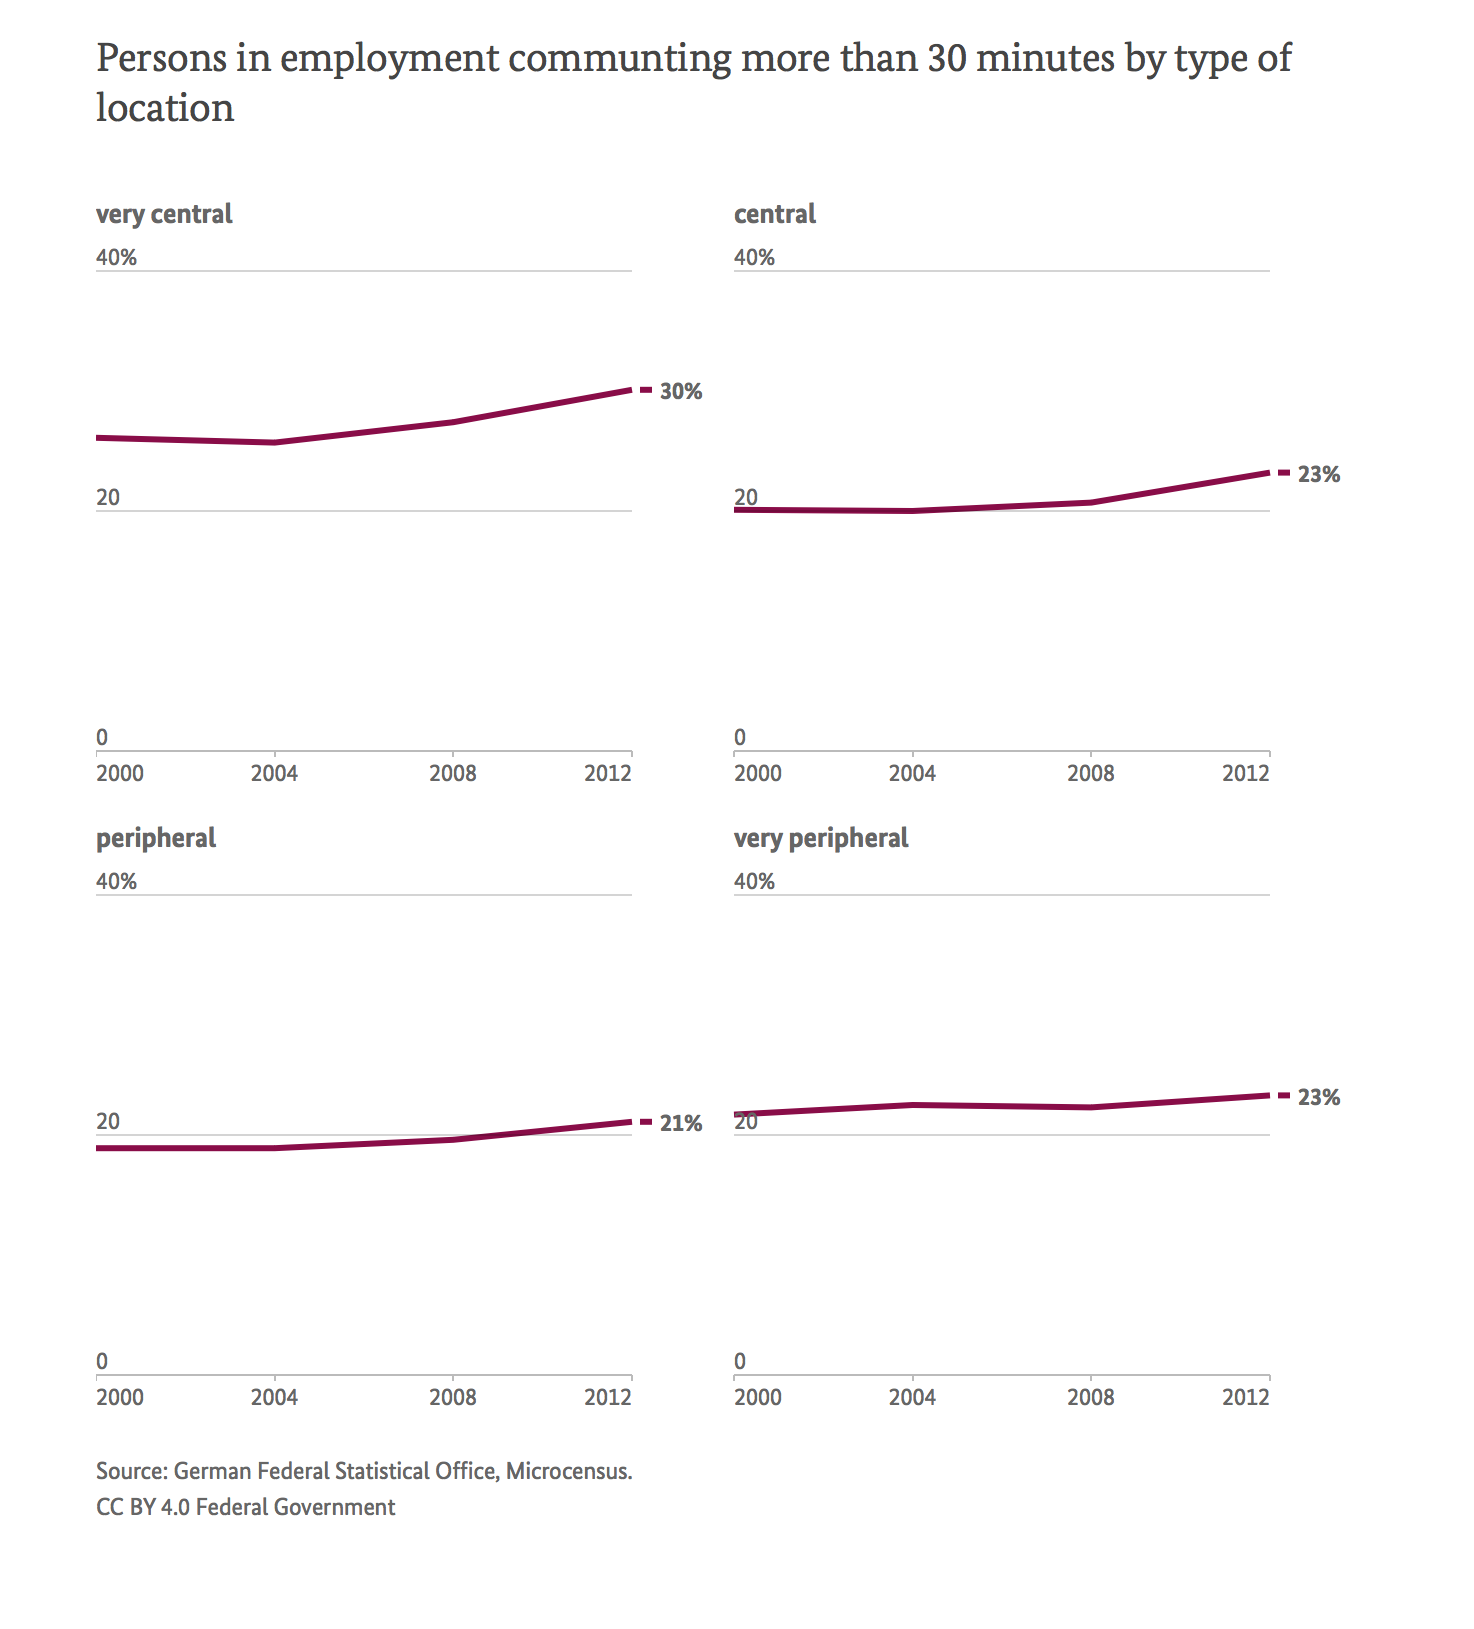 Persons in employment communting more than 30 minutes by type of
location
very central
40%
30%
20
0
2000 2004 2008 2012
central
40%
23%
20
0
2000 2004 2008 2012
peripheral
40%
20
21%
0
2000 2004 2008 2012
very peripheral
40%
23%
20
0
2000 2004 2008 2012
Source: German Federal Statistical Office, Microcensus.
CC BY 4.0 Federal Government